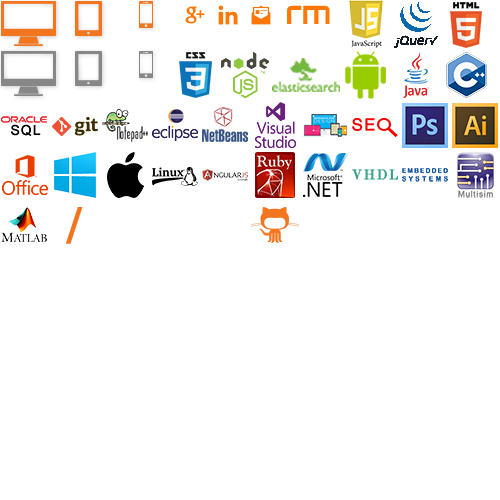 g+ in rm
JS
JavaScript
jQuery
HTML
5
CSS
3
node
JS
elasticsearch
Java
C++
ORACLE
SQL
git
Notepad++
eclipse
NetBeans
Visual
Studio
SEO
Ps
Ai
Office
Linux
ANGULARJS
Ruby
Microsoft
.NET
VHDL
EMBEDDED
SYSTEMS
Multisim
MATLAB
/